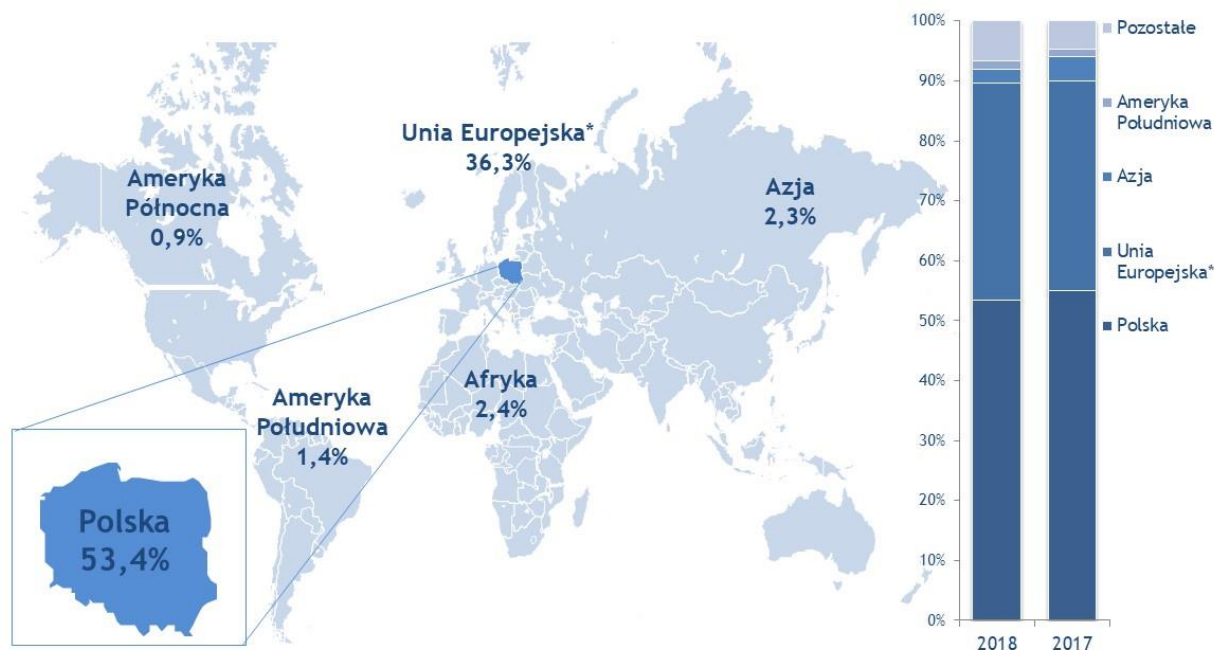 Unia Europejska*
36,3%
Ameryka
Północna
0,9%
Azja
2,3%
Afryka
2,4%
Ameryka
Południowa
1,4%
Polska
53,4%
100%
90%
80%
70%
60%
50%
40%
30%
20%
10%
0%
2018
2017
Pozostałe
Ameryka
Południowa
Azja
Unia
Europejska*
Polska